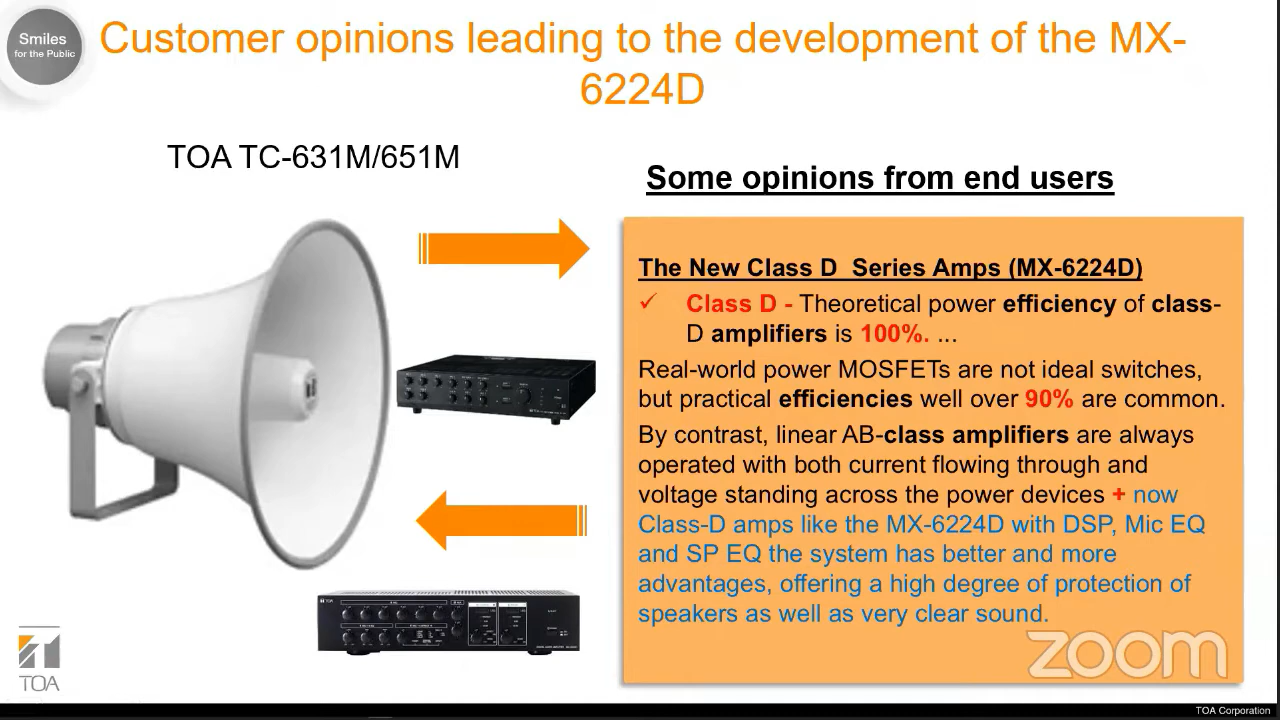 Smiles
for the Public
Customer opinions leading to the development of the MX-
6224D
TOA TC-631M/651M
Some opinions from end users
The New Class D  Series Amps (MX-6224D)
✓ Class D - Theoretical power efficiency of class-
D amplifiers is 100%. ...
Real-world power MOSFETs are not ideal switches,
but practical efficiencies well over 90% are common.
By contrast, linear AB-class amplifiers are always
operated with both current flowing through and
voltage standing across the power devices + now
Class-D amps like the MX-6224D with DSP, Mic EQ
and SP EQ the system has better and more
advantages, offering a high degree of protection of
speakers as well as very clear sound.
zoom
TOA
TOA
TOA Corporation